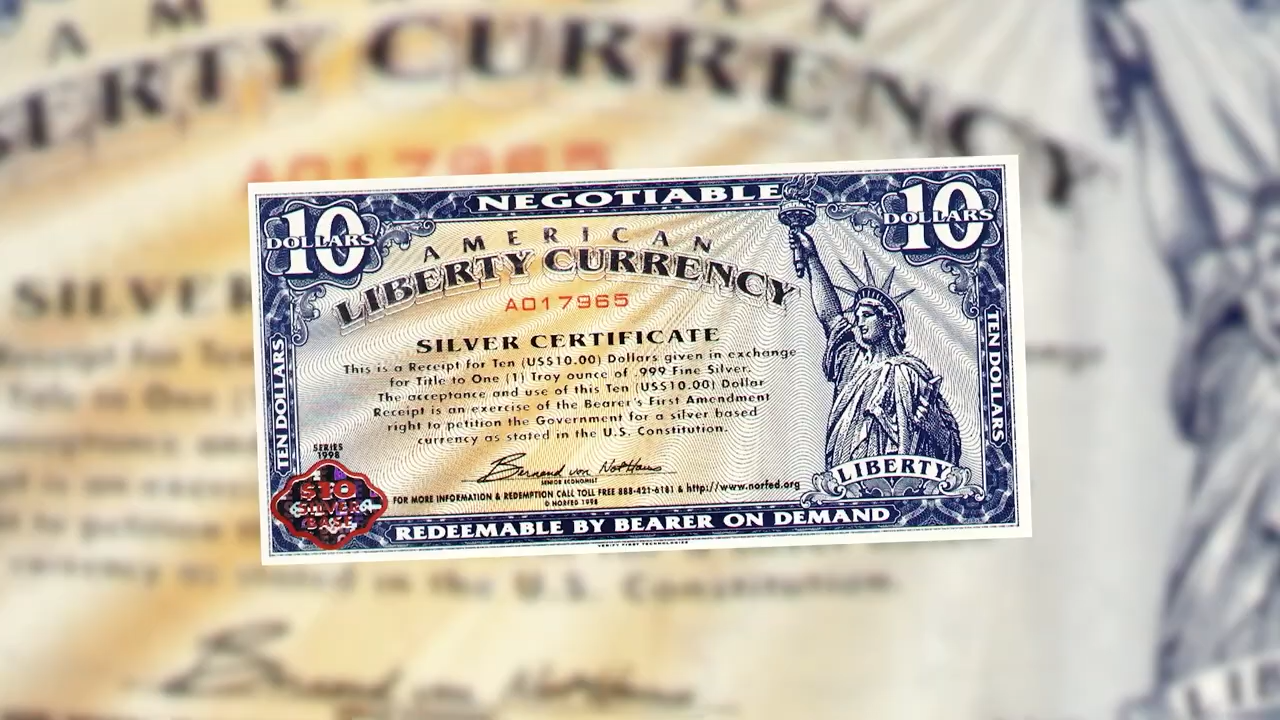 NEGOTIABLE
10
DOLLARS
10
DOLLARS
AMERICAN
LIBERTY CURRENCY
A017965
SILVER CERTIFICATE
This is a Receipt for Ten (US$10.00) Dollars given in exchange
for Title to One (1) Troy ounce of .999 Fine Silver.
The acceptance and use of this Ten (US$10.00) Dollar
Receipt is an exercise of the Bearer's First Amendment
right to petition the Government for a silver based
currency as stated in the U.S. Constitution.
TEN DOLLARS
TEN DOLLARS
SERIES
1998
$10
SILVER
BASE
Bernard von NotHaus
SENIOR ECONOMIST
FOR MORE INFORMATION & REDEMPTION CALL TOLL FREE 888-421-6181 & http://www.norfed.org
© NORFED 1998
LIBERTY
REDEEMABLE BY BEARER ON DEMAND
VERIFY FIRST TECHNOLOGIES